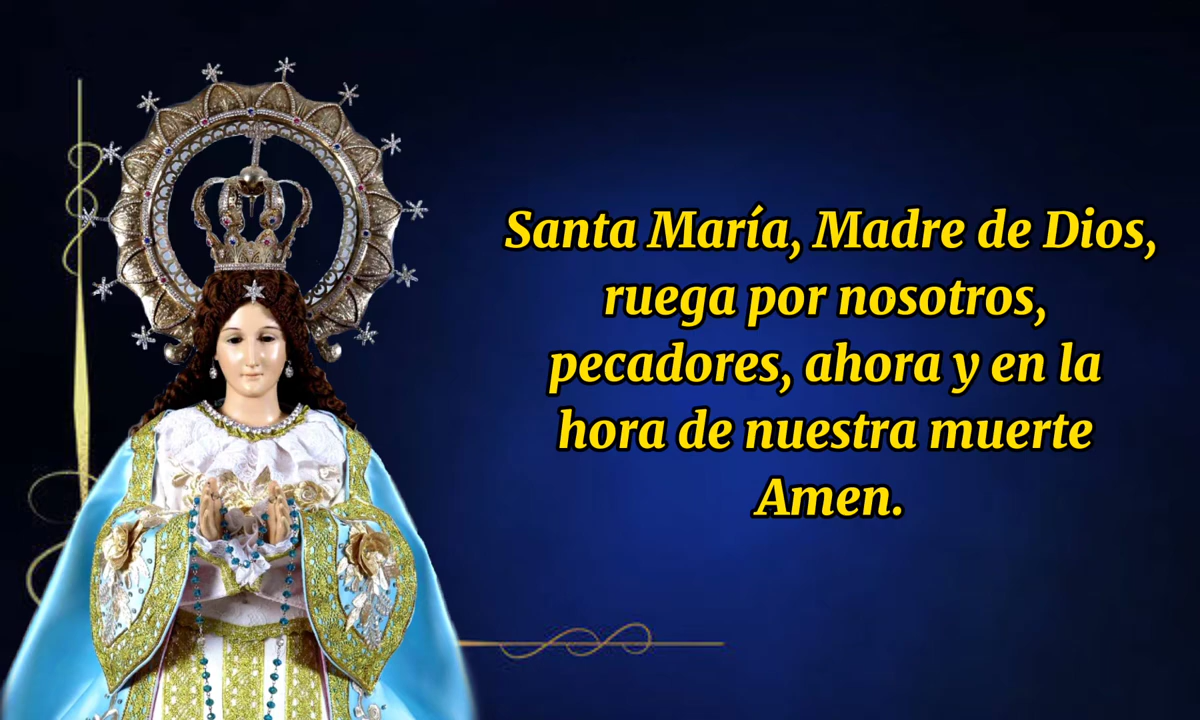 Santa María, Madre de Dios,
ruega por nosotros,
pecadores, ahora y en la
hora de nuestra muerte
Amen.